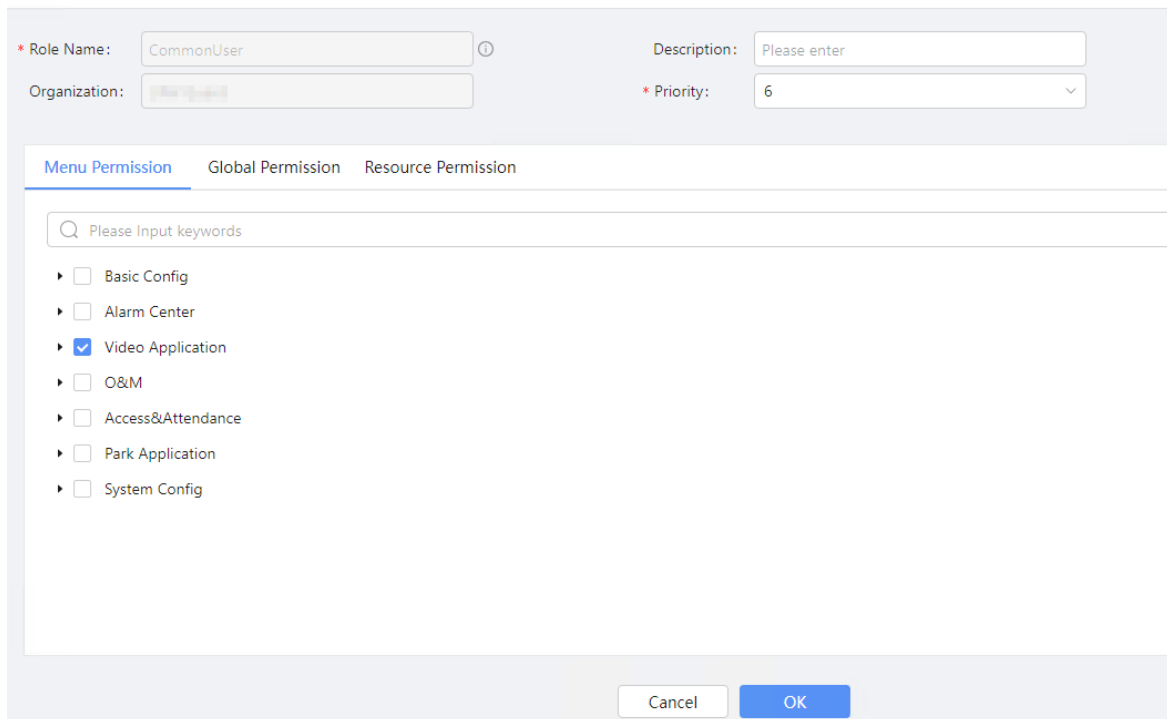 * Role Name: CommonUser Description: Please enter
Organization: * Priority: 6
Menu Permission Global Permission Resource Permission
Please Input keywords
Basic Config
Alarm Center
Video Application
O&M
Access&Attendance
Park Application
System Config
Cancel OK